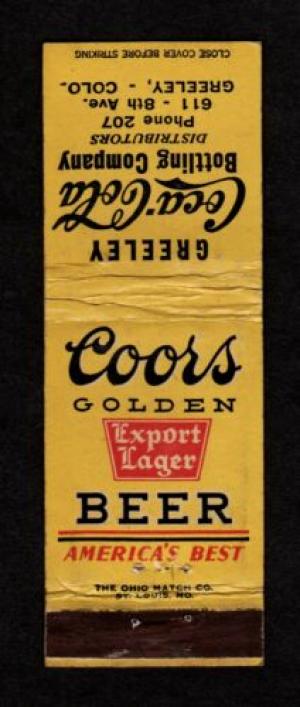 GREELEY
Coca-Cola
Bottling Company
DISTRIBUTORS
Phone 207
611 - 8th Ave.
GREELEY, - COLO.
CLOSE COVER BEFORE STRIKING
Coors
GOLDEN
Export
Lager
BEER
AMERICA'S BEST
THE OHIO MATCH CO.
ST. LOUIS, MO.